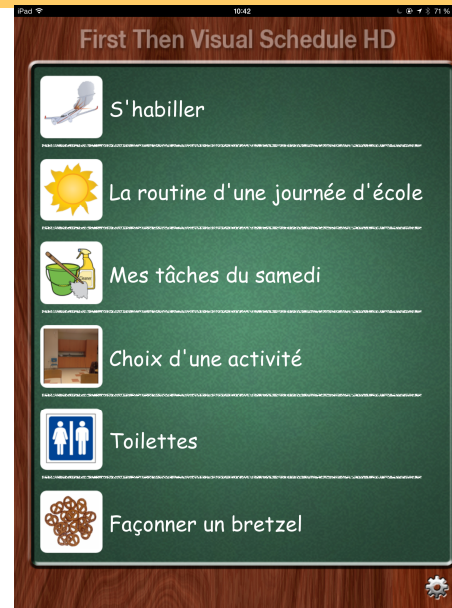 iPad 10:42 71 %
First Then Visual Schedule HD
S'habiller
La routine d'une journée d'école
Mes tâches du samedi
Choix d'une activité
Toilettes
Façonner un bretzel